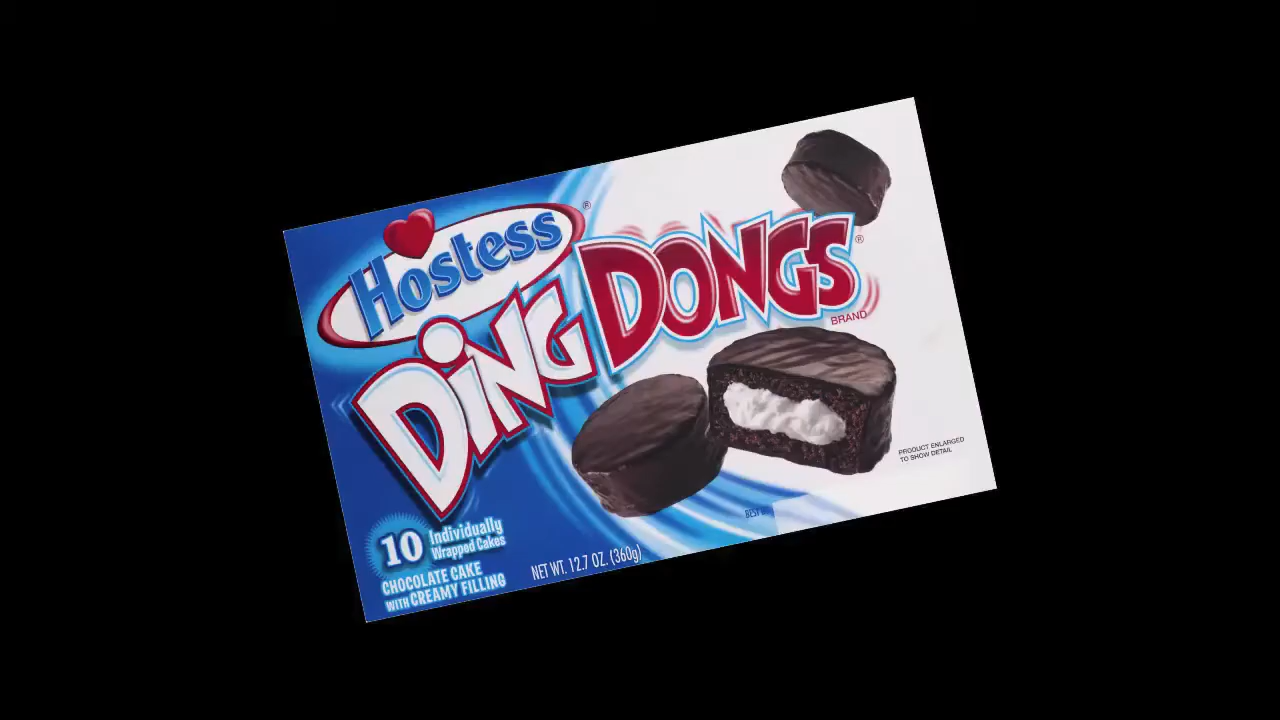 Hostess®
DiNG DONGS®
BRAND
PRODUCT ENLARGED
TO SHOW DETAIL
BEST
10 Individually
Wrapped Cakes
CHOCOLATE CAKE
WITH CREAMY FILLING
NET WT. 12.7 OZ. (360g)